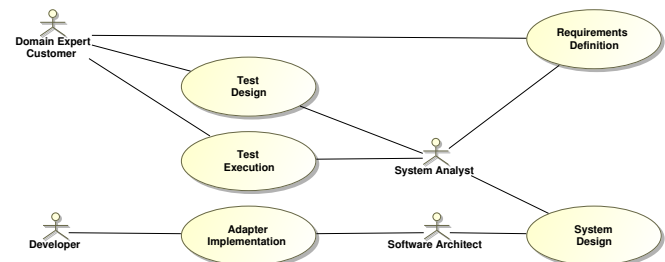 Domain Expert
Customer
Requirements
Definition
Test
Design
Test
Execution
System Analyst
Developer
Adapter
Implementation
Software Architect
System
Design